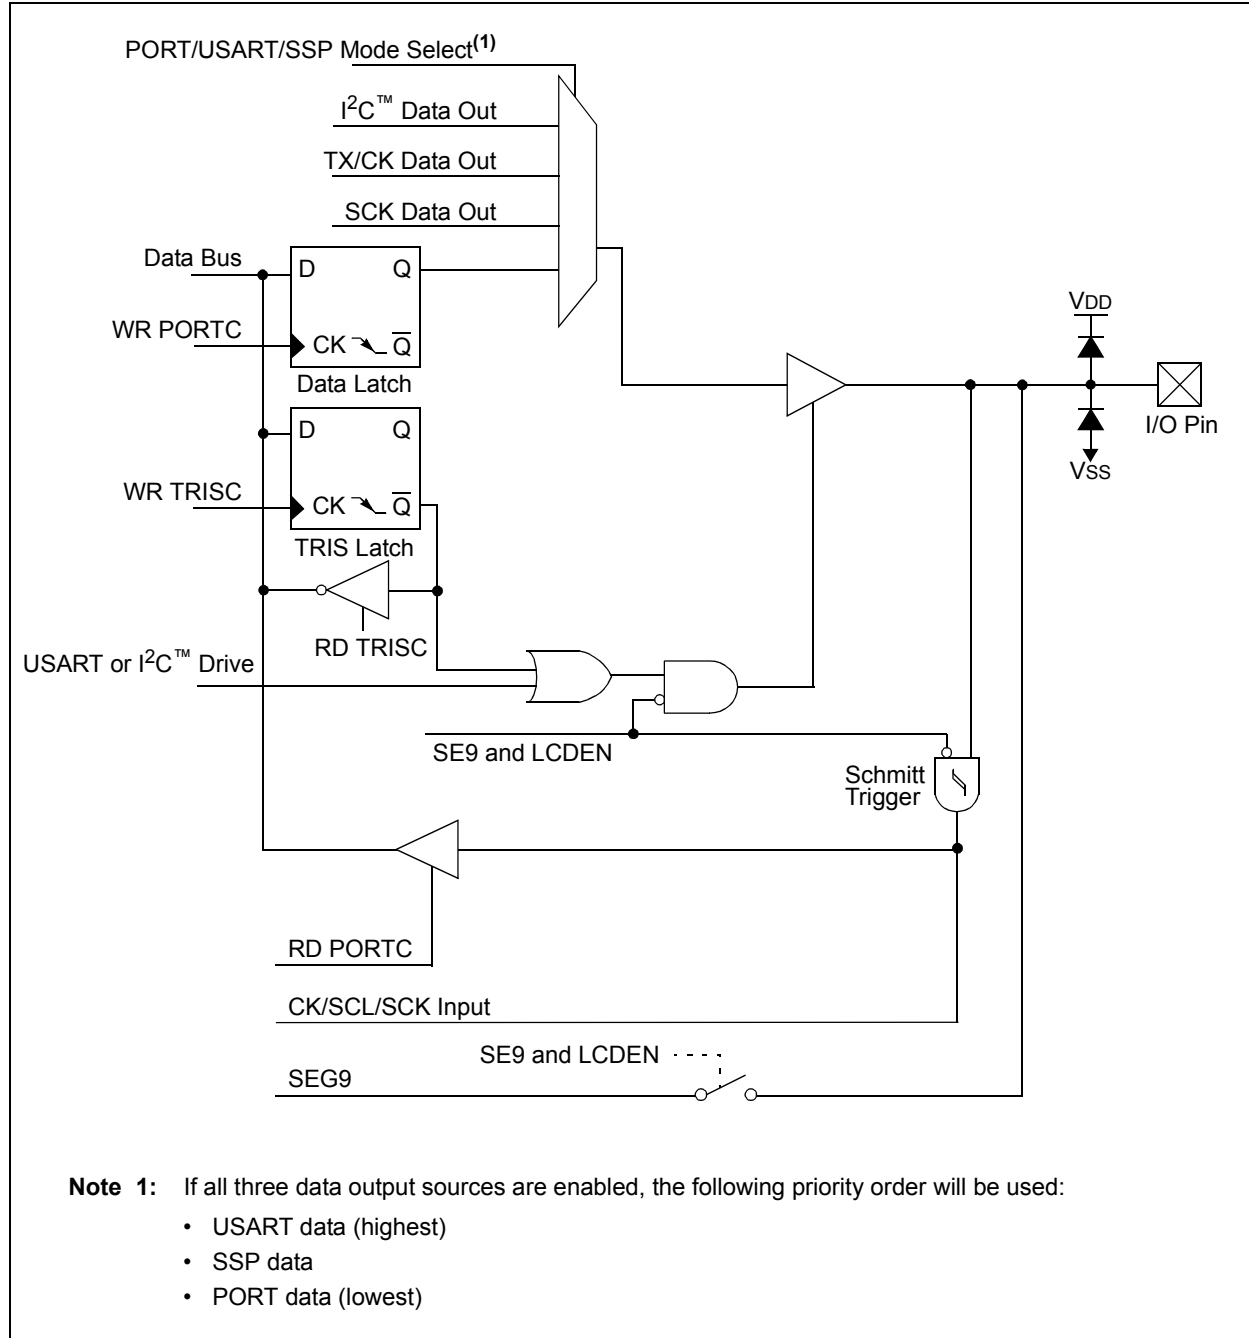 PORT/USART/SSP Mode Select(1)
I2C™ Data Out
TX/CK Data Out
SCK Data Out
Data Bus
D Q
WR PORTC
CK Q
Data Latch
VDD
I/O Pin
VSS
D Q
WR TRISC
CK Q
TRIS Latch
RD TRISC
USART or I2C™ Drive
SE9 and LCDEN
Schmitt
Trigger
RD PORTC
CK/SCL/SCK Input
SE9 and LCDEN
SEG9
Note 1: If all three data output sources are enabled, the following priority order will be used:
• USART data (highest)
• SSP data
• PORT data (lowest)